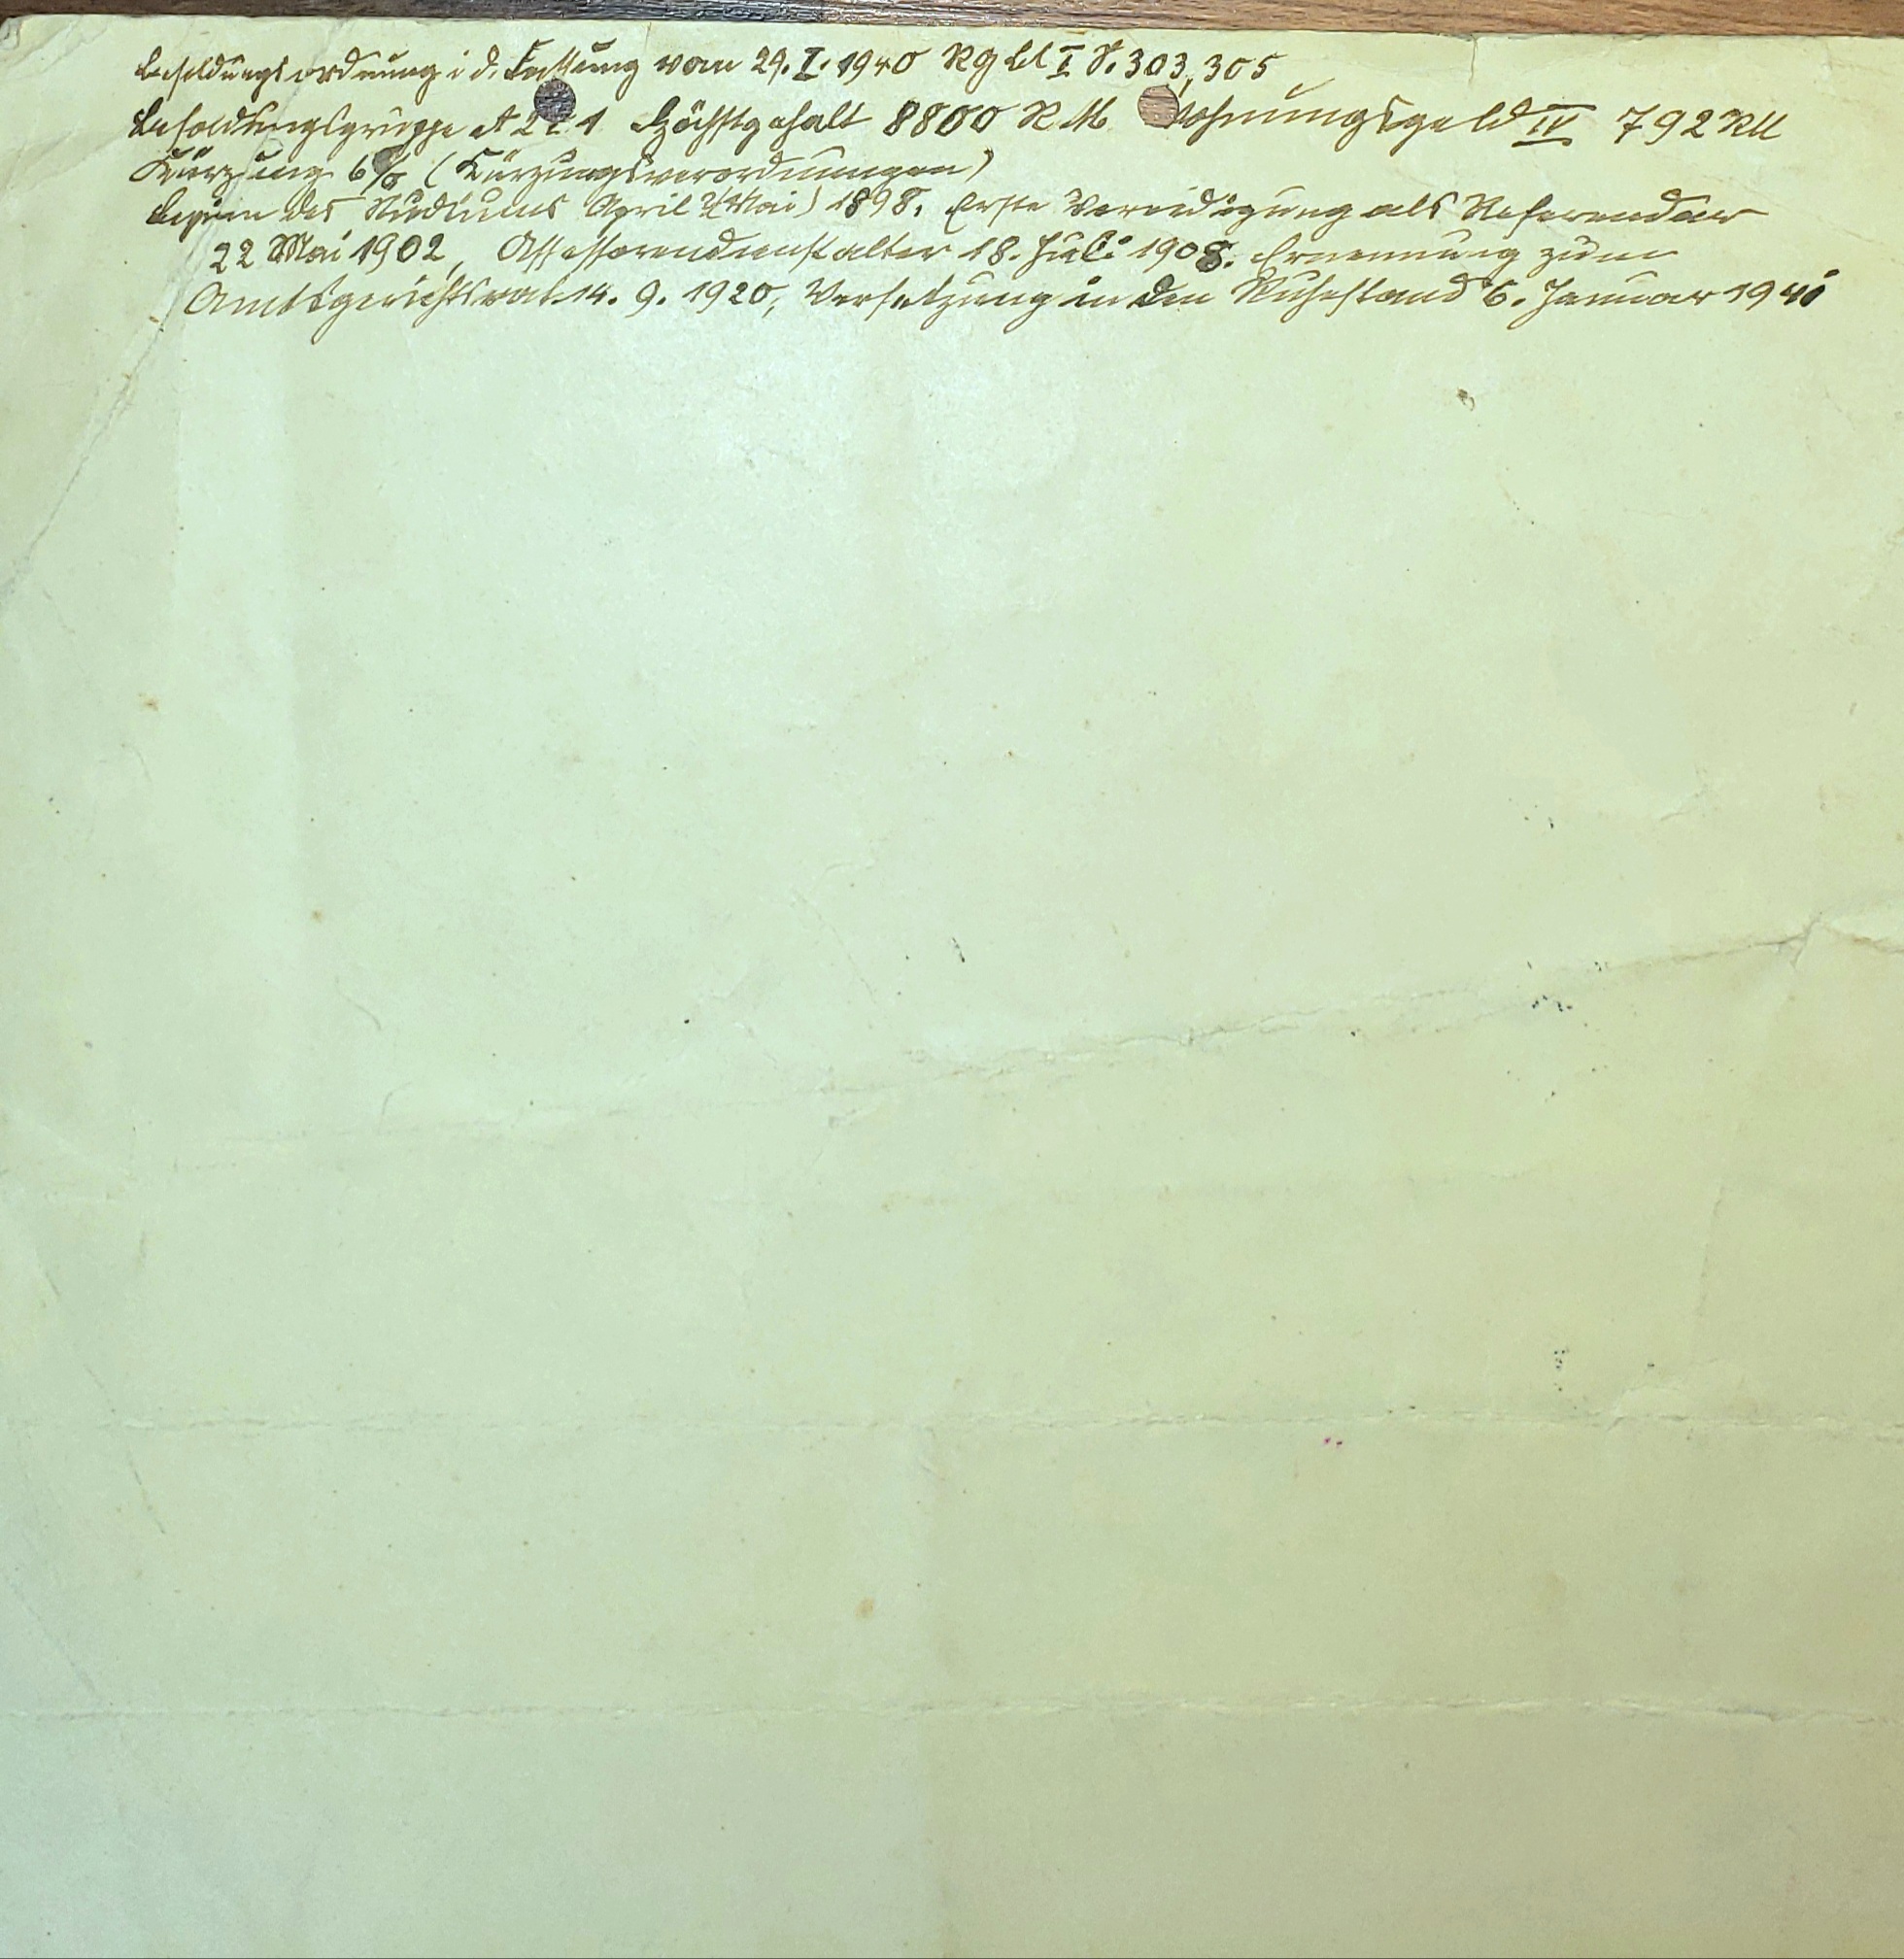 Besoldungsordnung i. d. Fassung vom 29. I. 1940 RGBl I S. 303, 305
Besoldungsgruppe A 2 c 1 Höchstgehalt 8800 RM Wohnungsgeld IV 792 RM
Kürzung 6% (Kürzungsverordnungen)
Beginn des Studiums April (Mai) 1898. Erste Vereidigung als Referendar
22 Mai 1902, Assessorendienstalter 18. Juli 1908. Ernennung zum
Amtsgerichtsrat 14. 9. 1920, Versetzung in den Ruhestand 6. Januar